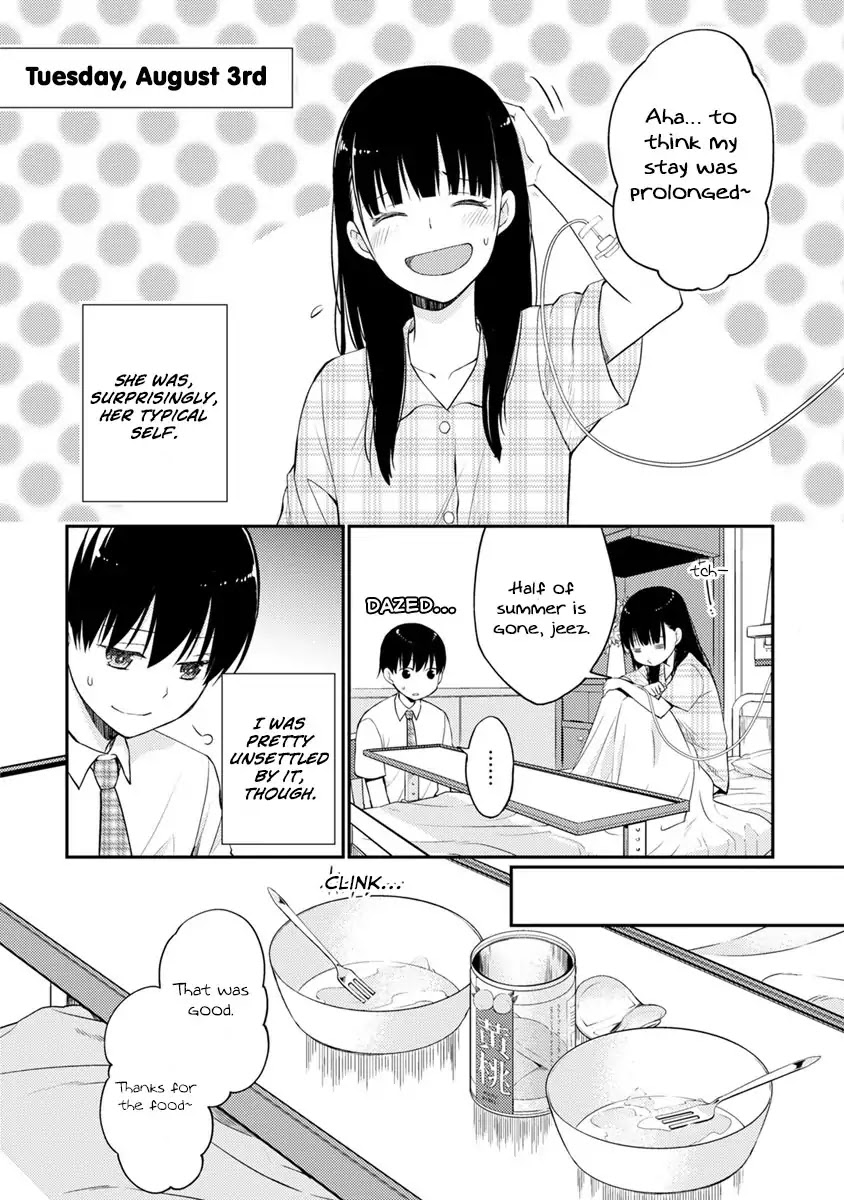 Tuesday, August 3rd
Aha... to
think my
stay was
prolonged~
SHE WAS,
SURPRISINGLY,
HER TYPICAL
SELF.
tch~
Half of
summer is
gone, jeez.
DAZED...
......
I WAS
PRETTY
UNSETTLED
BY IT,
THOUGH.
CLINK...
That was
good.
Thanks for
the food~
黄桃